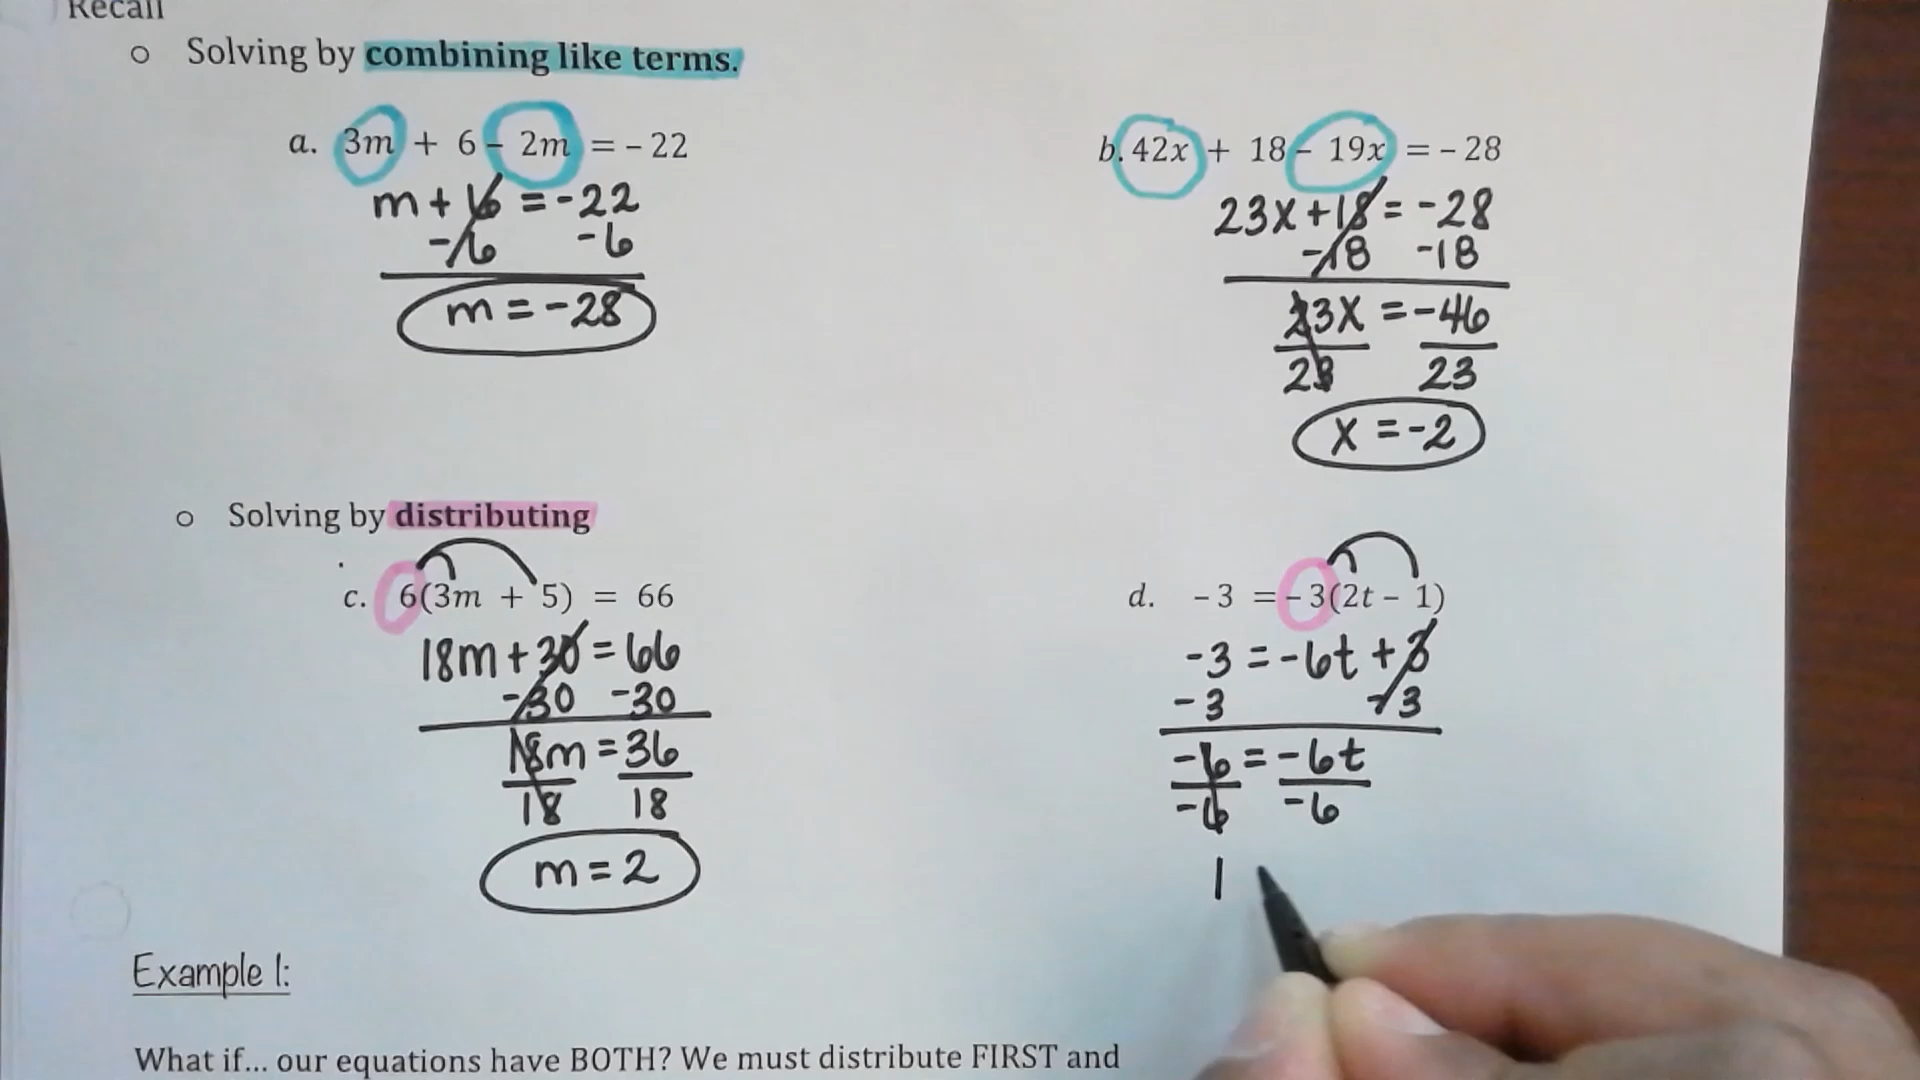 Recall
o Solving by combining like terms.
a. 3m + 6 – 2m = – 22
m + 6 = -22
-6 -6
m = -28
b. 42x + 18 – 19x = – 28
23x + 18 = -28
-18 -18
23x = -46
23 23
x = -2
o Solving by distributing
c. 6(3m + 5) = 66
18m + 30 = 66
-30 -30
18m = 36
18 18
m = 2
d. – 3 = – 3(2t – 1)
-3 = -6t + 3
-3 -3
-6 = -6t
-6 -6
1
Example 1:
What if... our equations have BOTH? We must distribute FIRST and